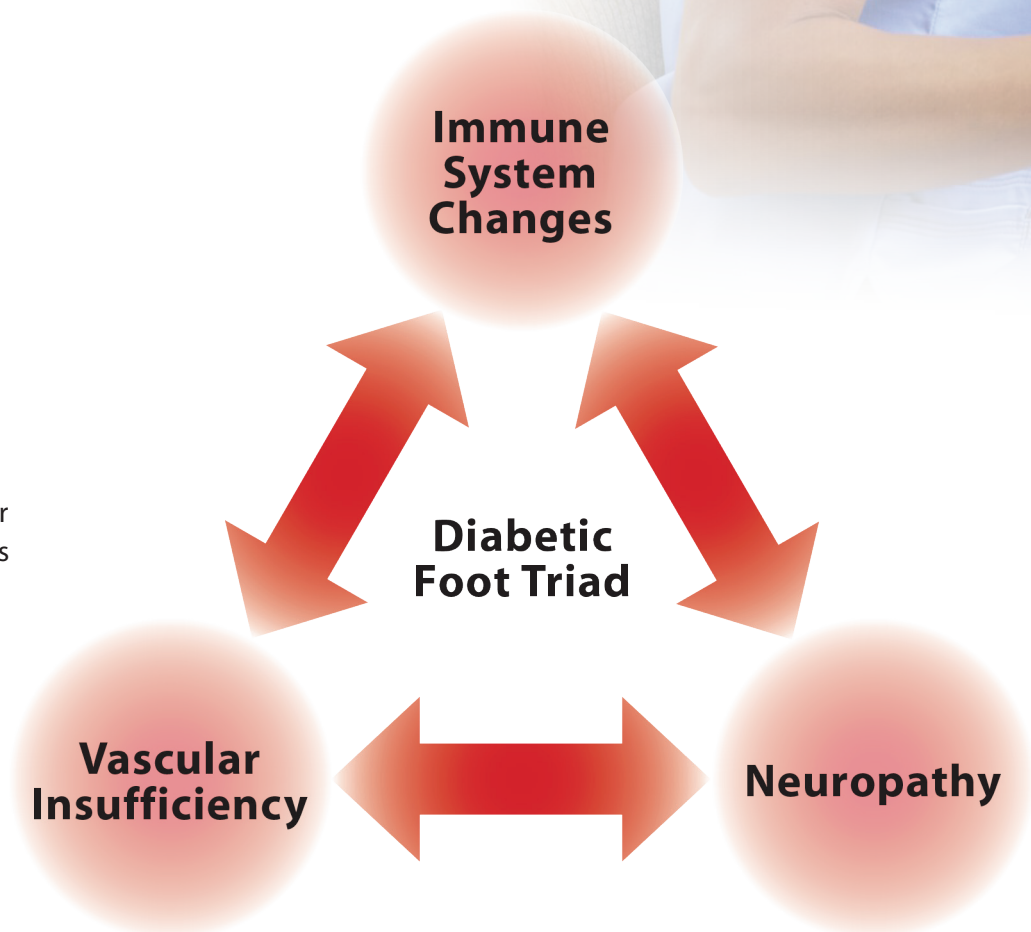 Immune
System
Changes
r
s
Diabetic
Foot Triad
Vascular
Insufficiency
Neuropathy